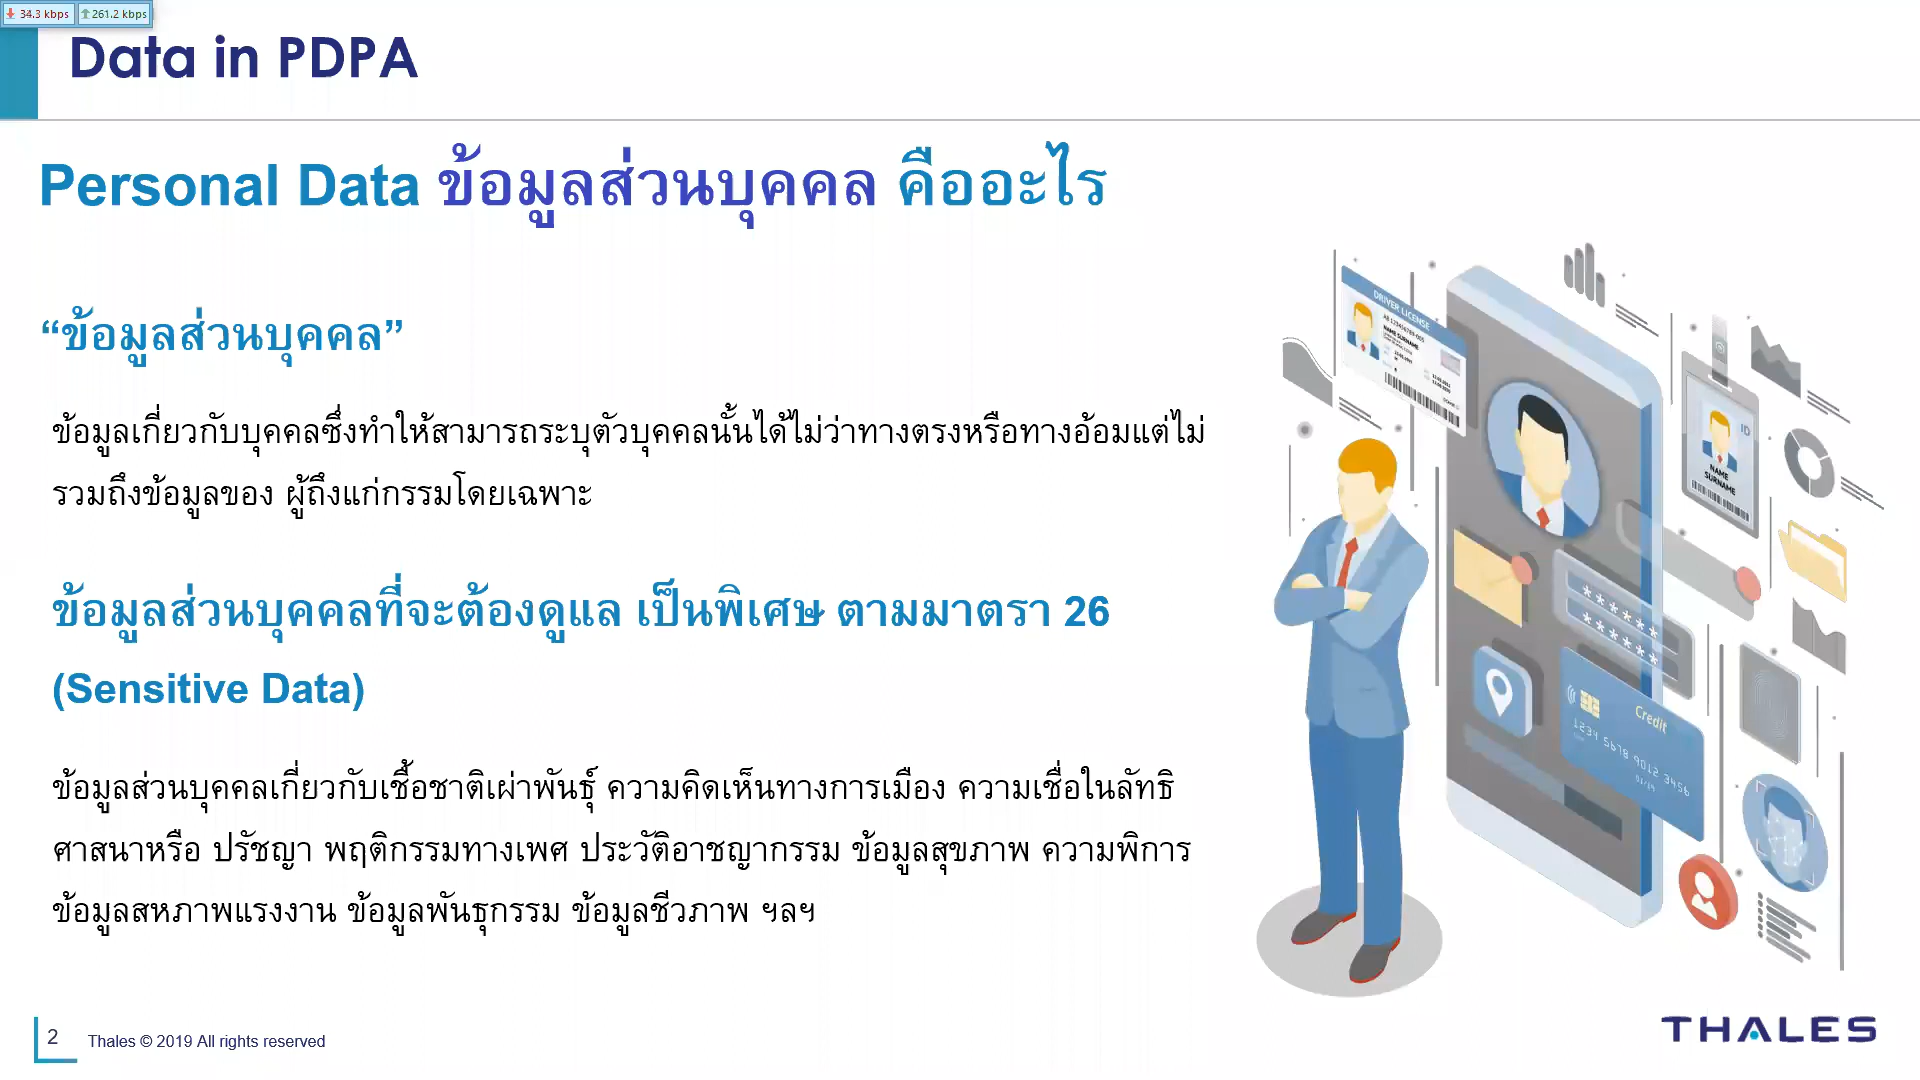 34.3 kbps 261.2 kbps
Data in PDPA
Personal Data ข้อมูลส่วนบุคคล คืออะไร
“ข้อมูลส่วนบุคคล”
ข้อมูลเกี่ยวกับบุคคลซึ่งทำให้สามารถระบุตัวบุคคลนั้นได้ไม่ว่าทางตรงหรือทางอ้อมแต่ไม่
รวมถึงข้อมูลของ ผู้ถึงแก่กรรมโดยเฉพาะ
ข้อมูลส่วนบุคคลที่จะต้องดูแล เป็นพิเศษ ตามมาตรา 26
(Sensitive Data)
ข้อมูลส่วนบุคคลเกี่ยวกับเชื้อชาติเผ่าพันธุ์ ความคิดเห็นทางการเมือง ความเชื่อในลัทธิ
ศาสนาหรือ ปรัชญา พฤติกรรมทางเพศ ประวัติอาชญากรรม ข้อมูลสุขภาพ ความพิการ
ข้อมูลสหภาพแรงงาน ข้อมูลพันธุกรรม ข้อมูลชีวภาพ ฯลฯ
DRIVER LICENSE
NAME SURNAME
ID
NAME
SURNAME
******
******
Credit
1234 5678 9012 3456
2 Thales © 2019 All rights reserved
THALES